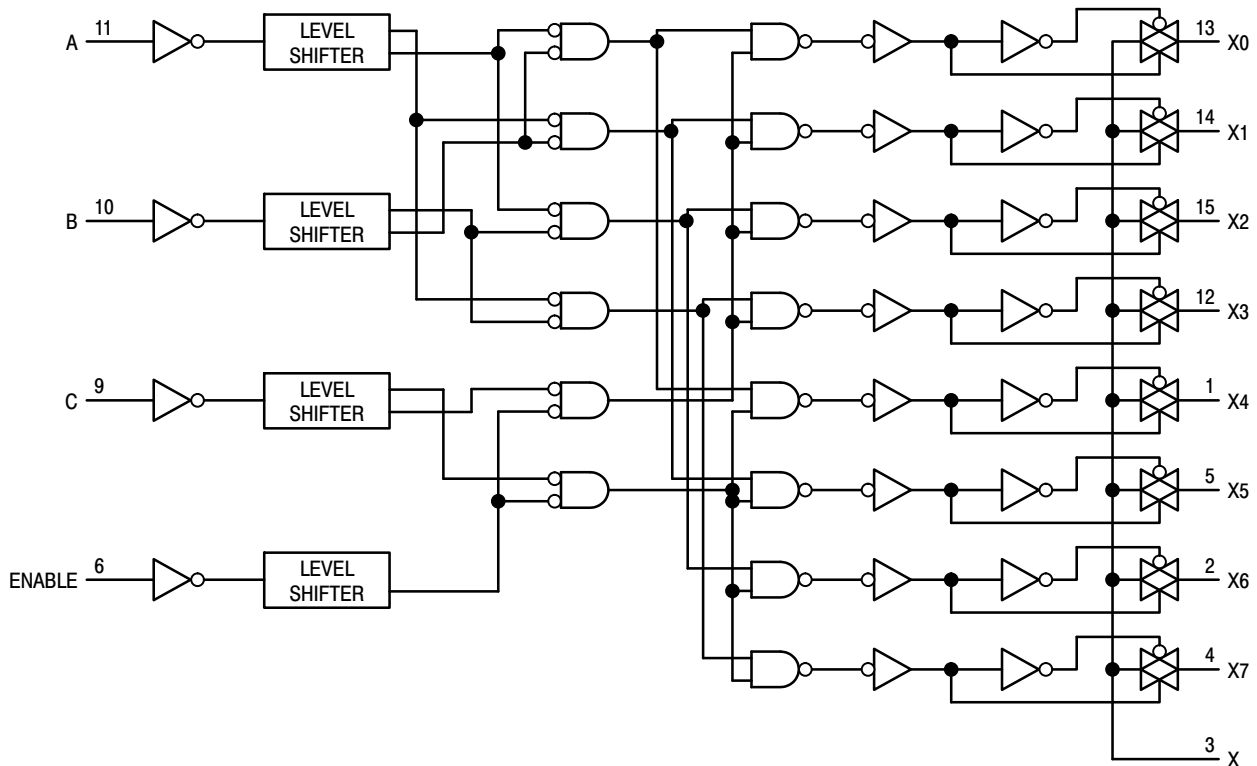 A 11 LEVEL SHIFTER 13 X0
14 X1
B 10 LEVEL SHIFTER 15 X2
12 X3
C 9 LEVEL SHIFTER 1 X4
5 X5
ENABLE 6 LEVEL SHIFTER 2 X6
4 X7
3 X